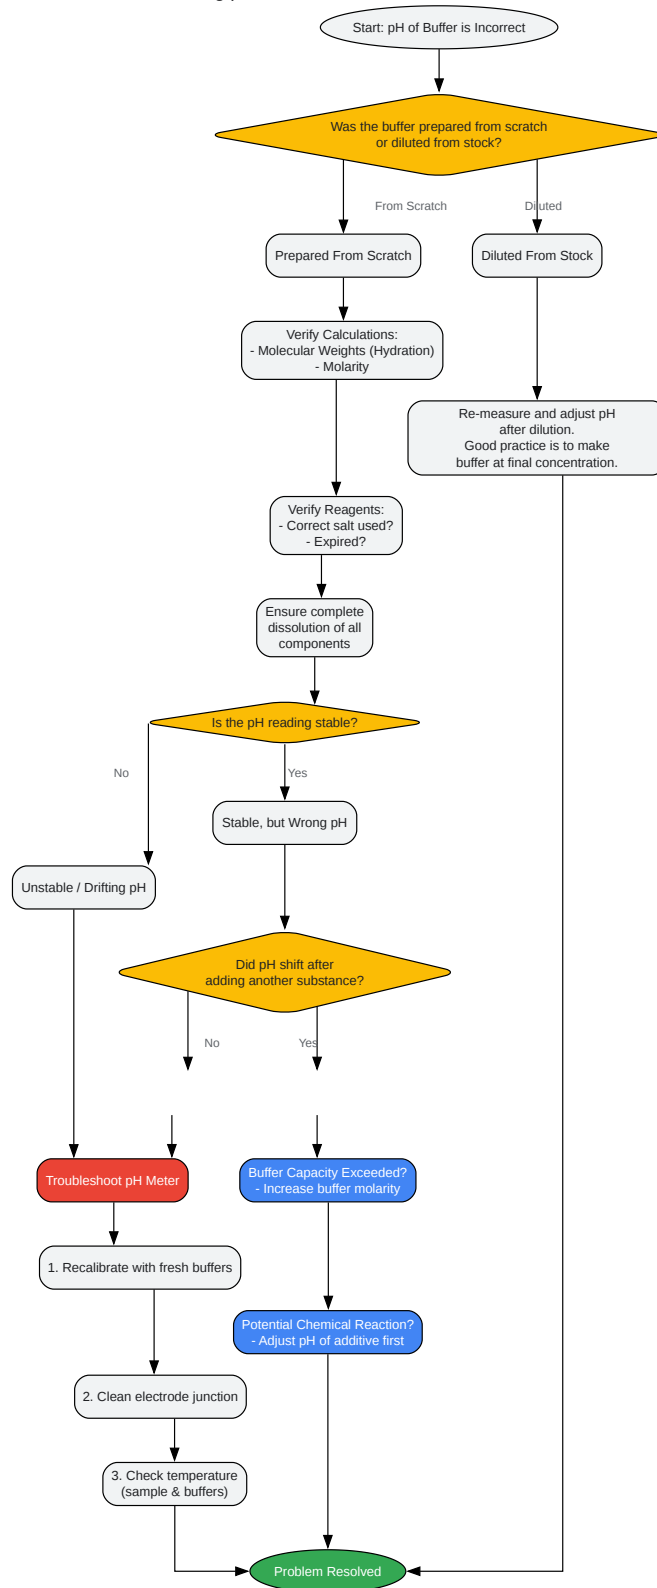 Start: pH of Buffer is Incorrect
Was the buffer prepared from scratch
or diluted from stock?
From Scratch
Diluted
Prepared From Scratch
Diluted From Stock
Verify Calculations:
- Molecular Weights (Hydration)
- Molarity
Re-measure and adjust pH
after dilution.
Good practice is to make
buffer at final concentration.
Verify Reagents:
- Correct salt used?
- Expired?
Ensure complete
dissolution of all
components
Is the pH reading stable?
No
Yes
Stable, but Wrong pH
Unstable / Drifting pH
Did pH shift after
adding another substance?
No
Yes
Troubleshoot pH Meter
Buffer Capacity Exceeded?
- Increase buffer molarity
1. Recalibrate with fresh buffers
Potential Chemical Reaction?
- Adjust pH of additive first
2. Clean electrode junction
3. Check temperature
(sample & buffers)
Problem Resolved